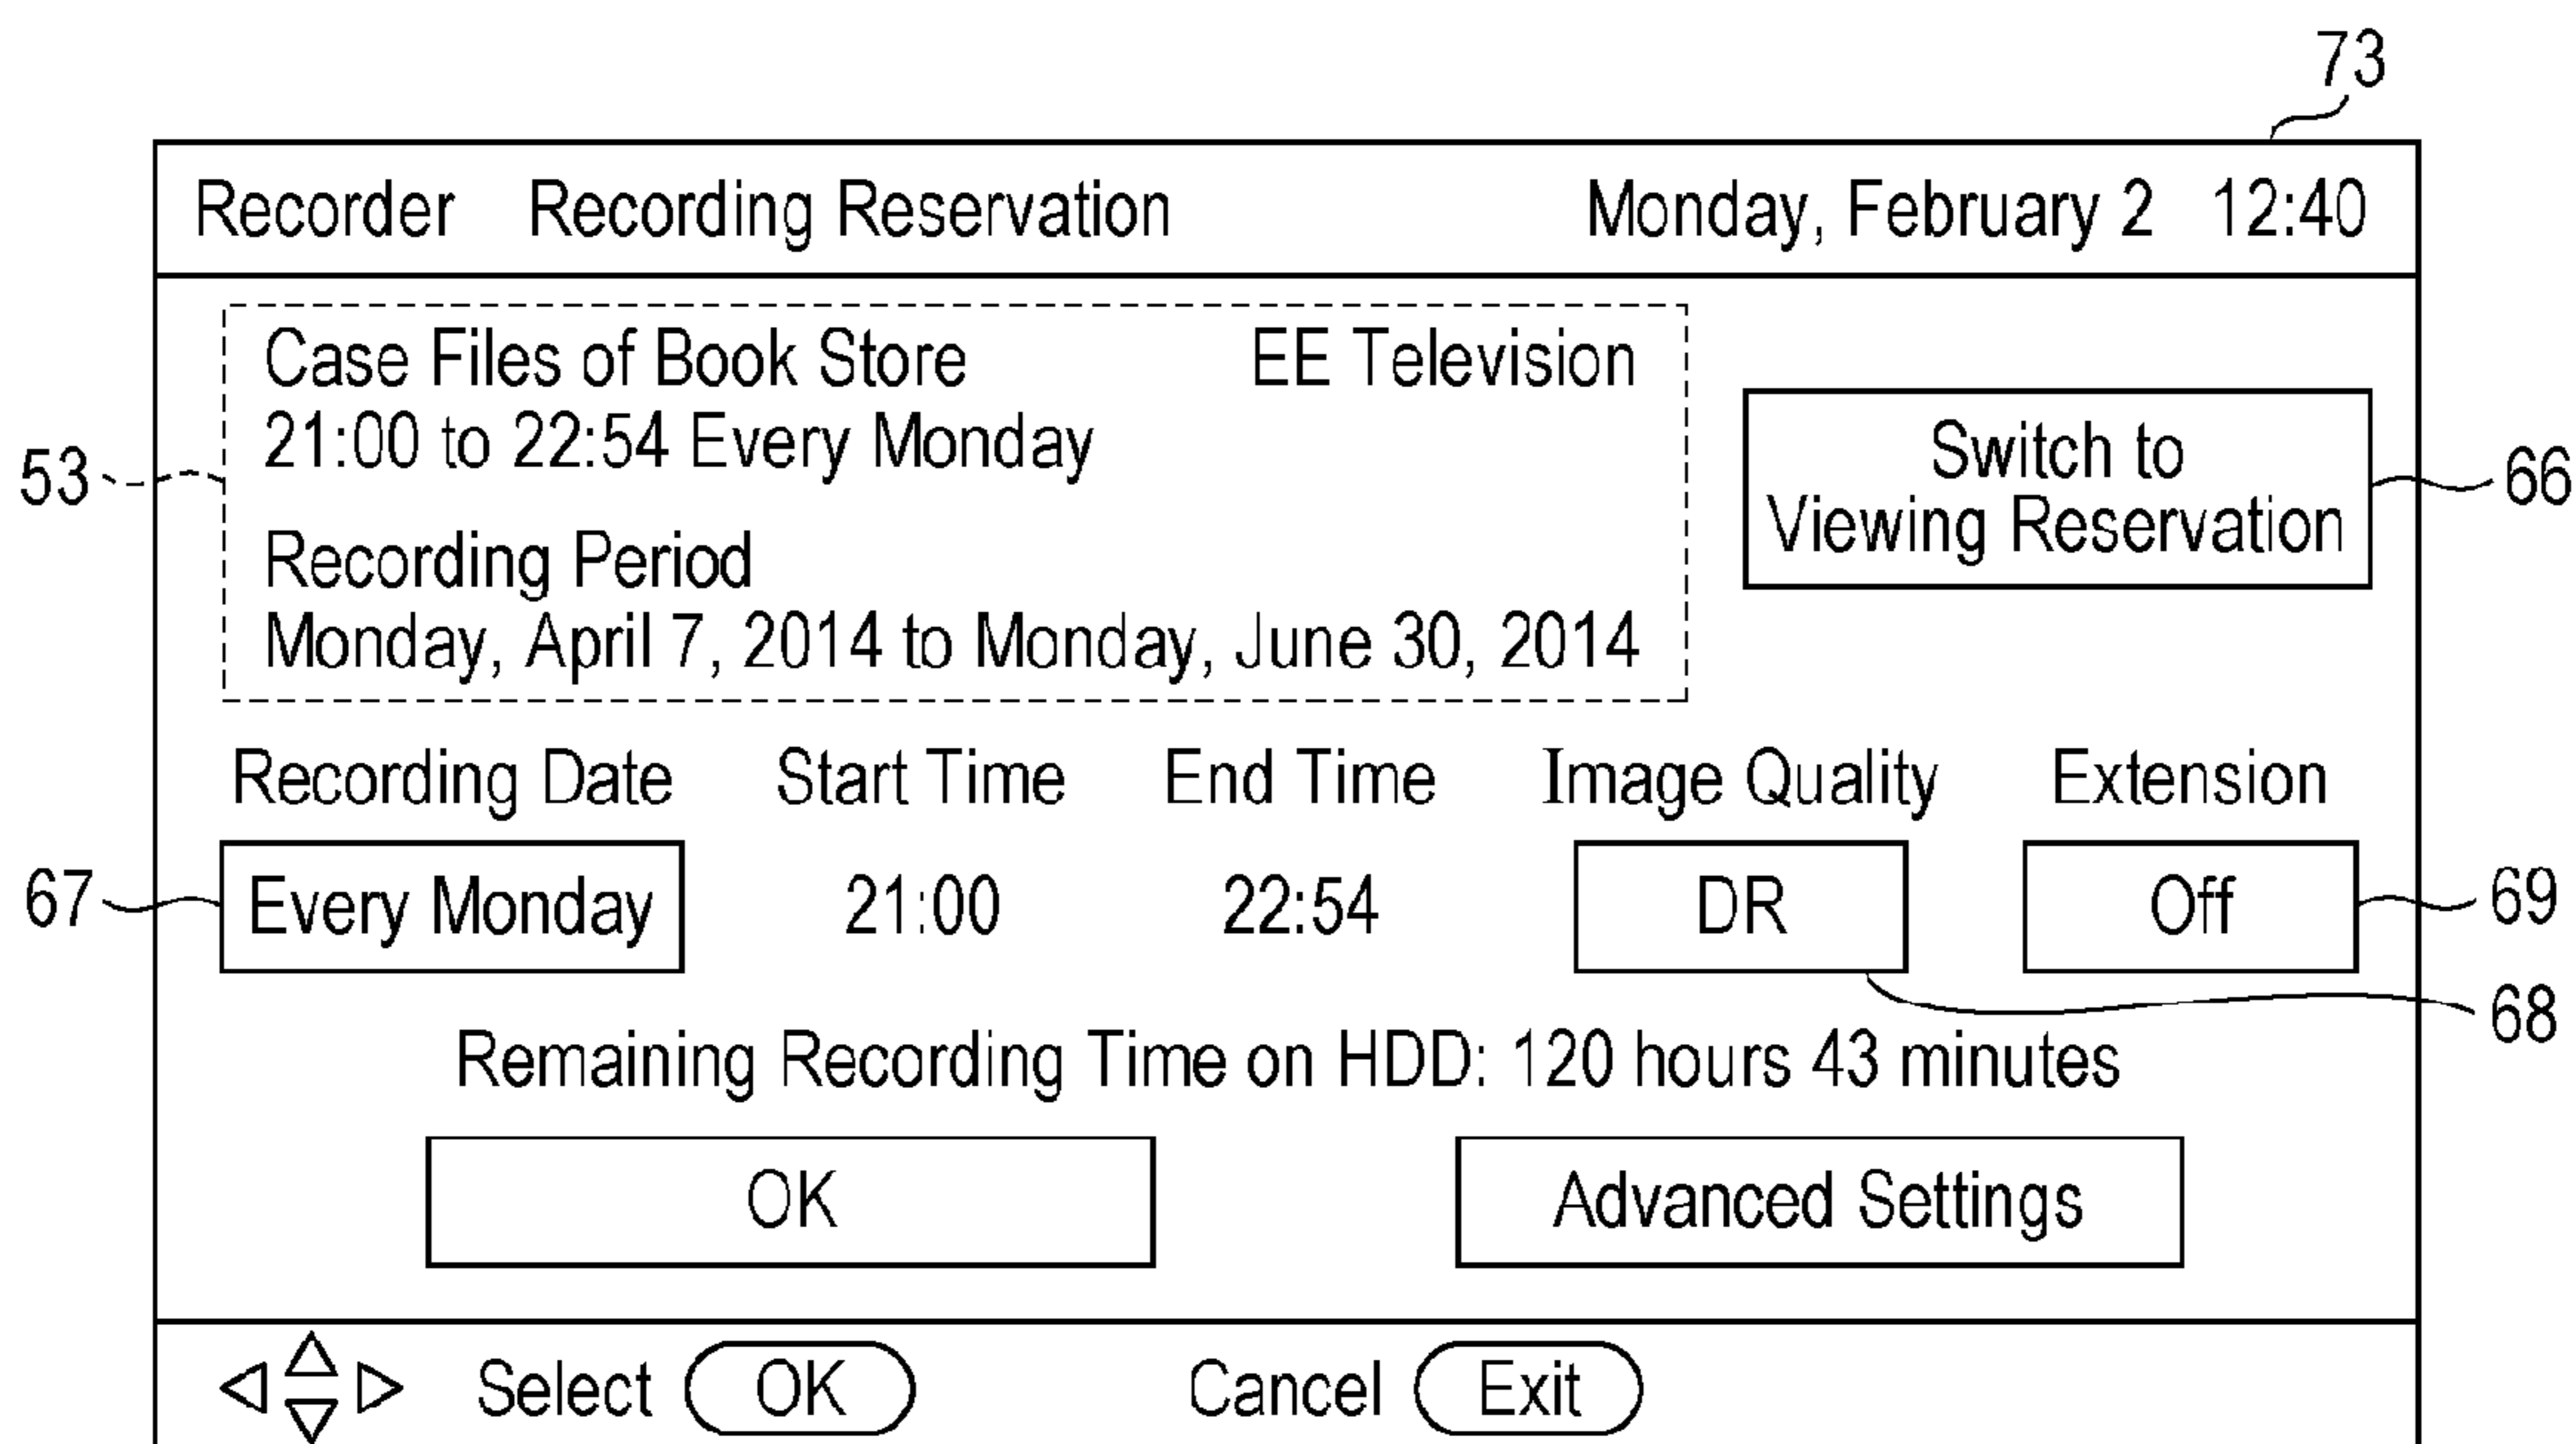 73
Recorder Recording Reservation Monday, February 2 12:40
Case Files of Book Store EE Television
21:00 to 22:54 Every Monday
53
Recording Period
Monday, April 7, 2014 to Monday, June 30, 2014
Switch to
Viewing Reservation
66
Recording Date Start Time End Time Image Quality Extension
67 Every Monday 21:00 22:54 DR Off 69
68
Remaining Recording Time on HDD: 120 hours 43 minutes
OK Advanced Settings
Select OK Cancel Exit